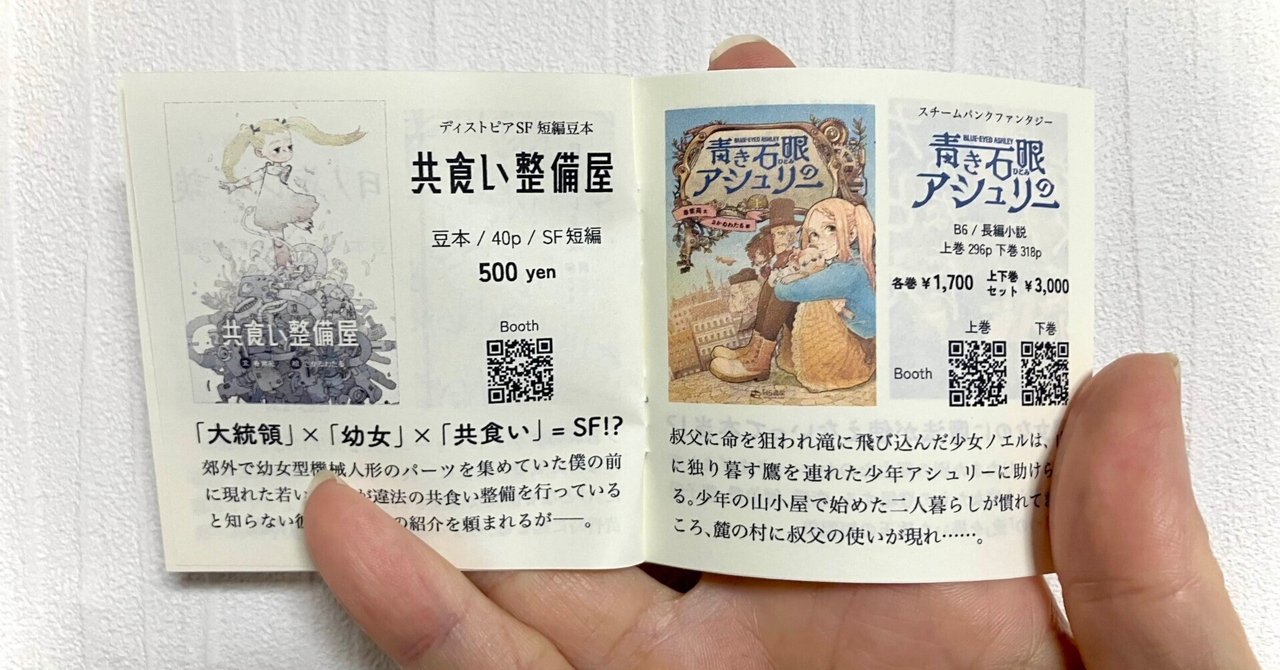 共食い整備屋
ディストピアSF 短編豆本
共食い整備屋
豆本 / 40p / SF短編
500 yen
Booth
「大統領」×「幼女」×「共食い」= SF!?
郊外で幼女型機械人形のパーツを集めていた僕の前
に現れた若い が違法の共食い整備を行っている
と知らない彼 の紹介を頼まれるが──。
BLUE-EYED ASHLEY
青き石眼の
ひとみ
アシュリー
スチームパンクファンタジー
BLUE-EYED ASHLEY
青き石眼の
ひとみ
アシュリー
B6 / 長編小説
上巻 296p 下巻 318p
各巻 ¥1,700 上下巻セット ¥3,000
上巻 下巻
Booth
叔父に命を狙われ滝に飛び込んだ少女ノエルは、
に独り暮す鷹を連れた少年アシュリーに助けら
る。少年の山小屋で始めた二人暮らしが慣れて
ころ、麓の村に叔父の使いが現れ……。